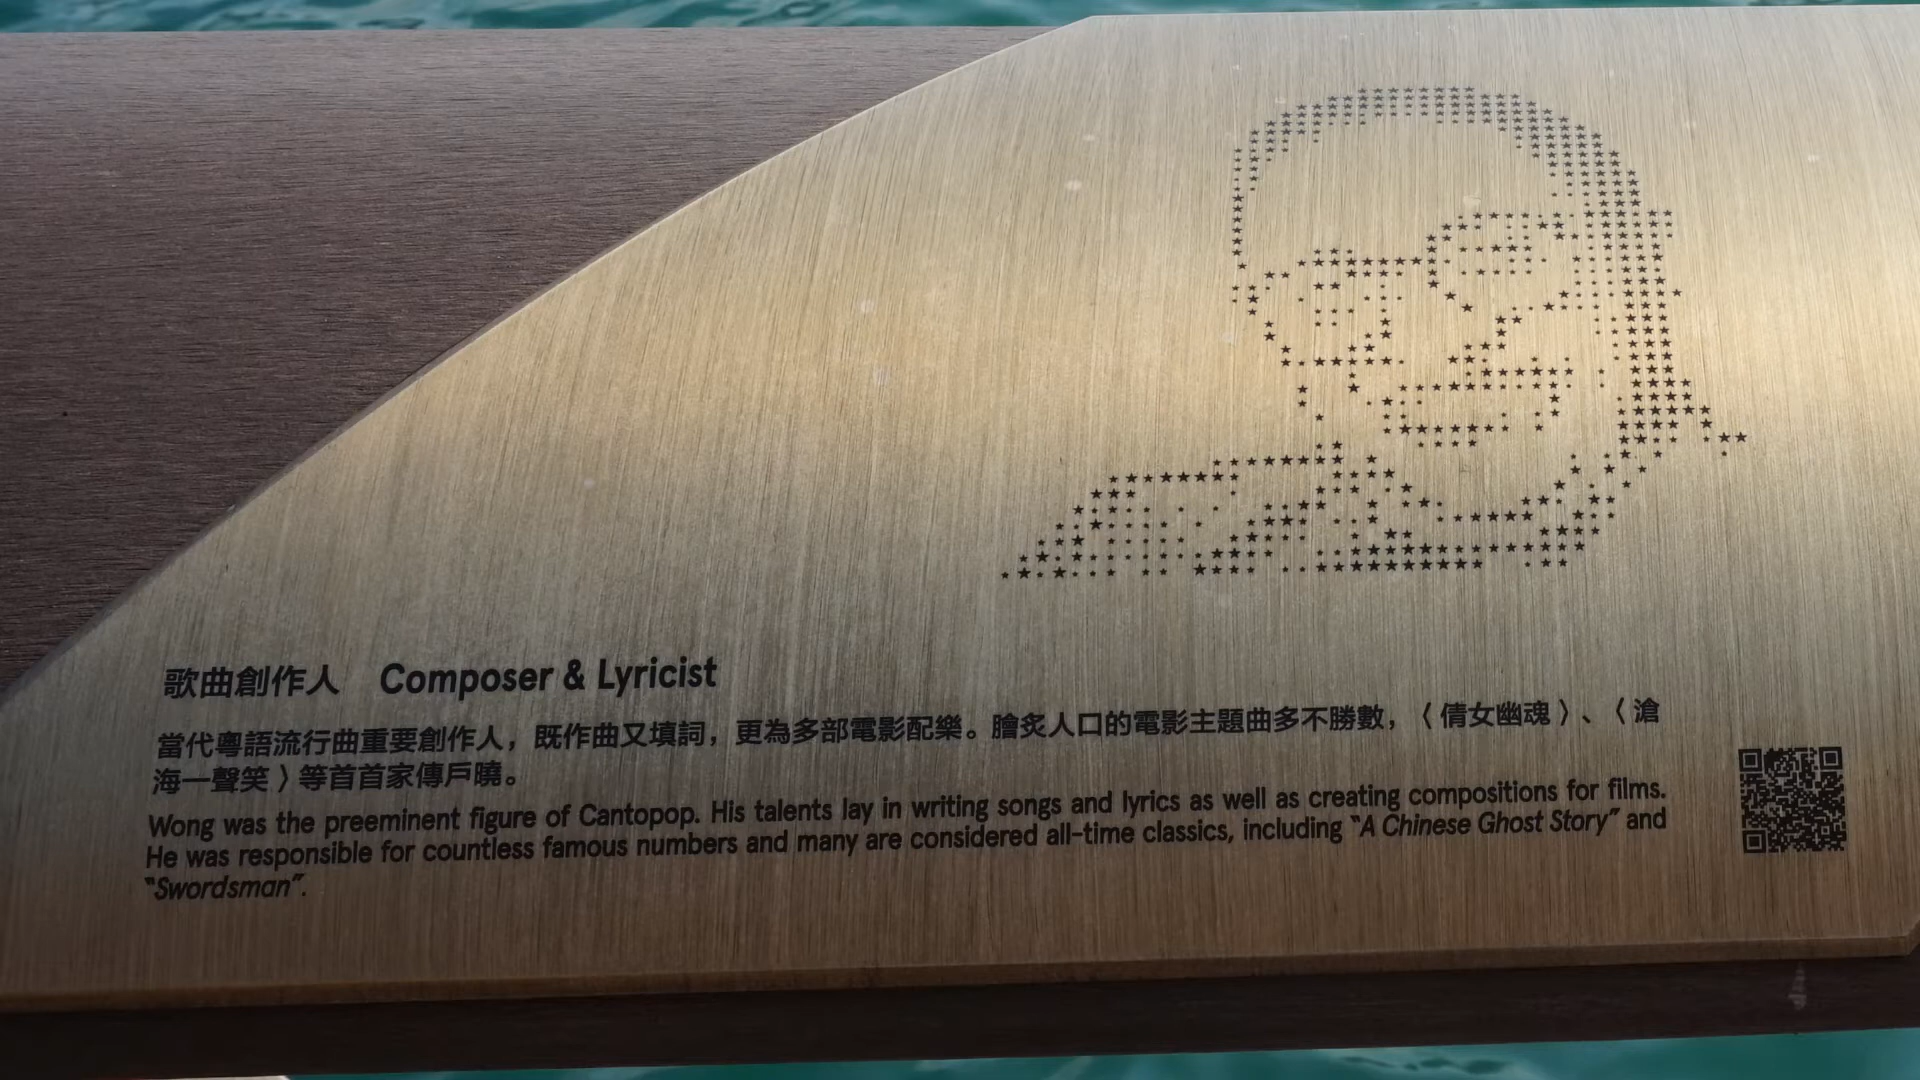 歌曲創作人 Composer & Lyricist
當代粵語流行曲重要創作人，既作曲又填詞，更為多部電影配樂。膾炙人口的電影主題曲多不勝數，〈倩女幽魂〉、〈滄
海一聲笑〉等首首家傳戶曉。
Wong was the preeminent figure of Cantopop. His talents lay in writing songs and lyrics as well as creating compositions for films.
He was responsible for countless famous numbers and many are considered all-time classics, including "A Chinese Ghost Story" and
"Swordsman".